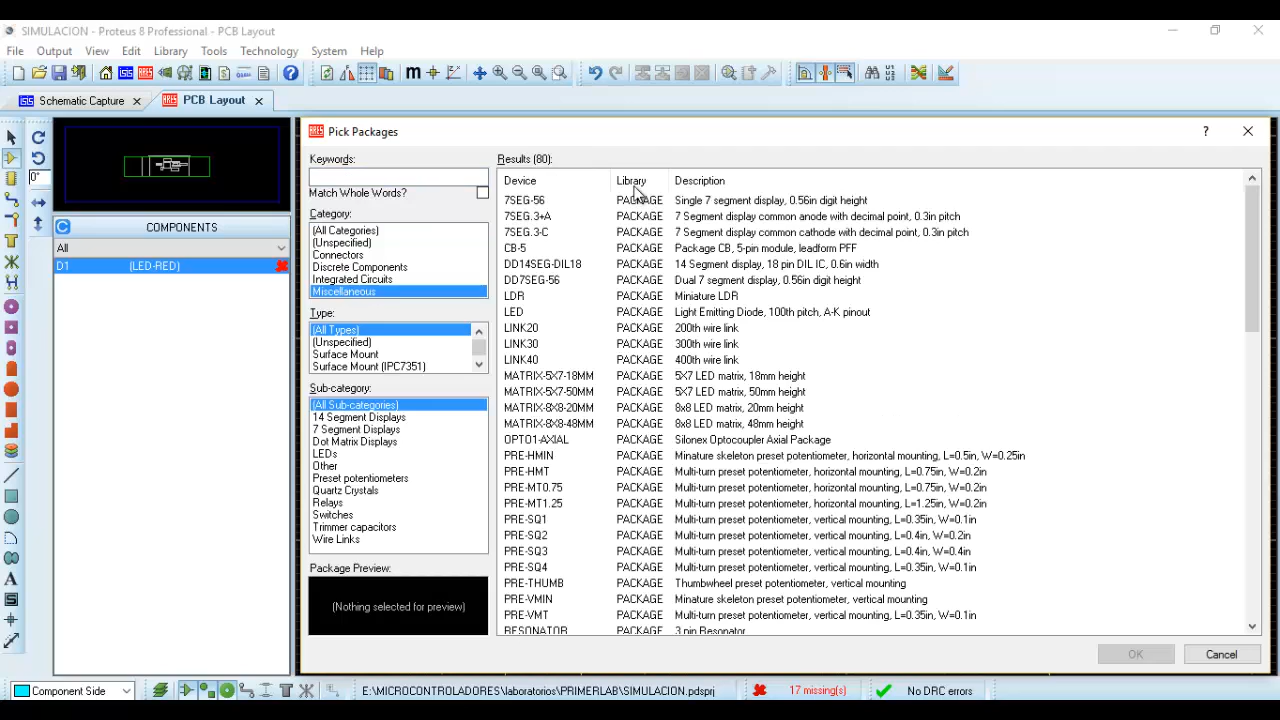 SIMULACION - Proteus 8 Professional - PCB Layout
File Output View Edit Library Tools Technology System Help
Schematic Capture PCB Layout
Pick Packages
0°
COMPONENTS
All
D1 (LED-RED)
Keywords:
Match Whole Words?
Category:
(All Categories)
(Unspecified)
Connectors
Discrete Components
Integrated Circuits
Miscellaneous
Type:
(All Types)
(Unspecified)
Surface Mount
Surface Mount (IPC7351)
Sub-category:
(All Sub-categories)
14 Segment Displays
7 Segment Displays
Dot Matrix Displays
LEDs
Other
Preset potentiometers
Quartz Crystals
Relays
Switches
Trimmer capacitors
Wire Links
Package Preview:
(Nothing selected for preview)
Results (80):
Device Library Description
7SEG-56 PACKAGE Single 7 segment display, 0.56in digit height
7SEG.3+A PACKAGE 7 Segment display common anode with decimal point, 0.3in pitch
7SEG.3-C PACKAGE 7 Segment display common cathode with decimal point, 0.3in pitch
CB-5 PACKAGE Package CB, 5-pin module, leadform PFF
DD14SEG-DIL18 PACKAGE 14 Segment display, 18 pin DIL IC, 0.6in width
DD7SEG-56 PACKAGE Dual 7 segment display, 0.56in digit height
LDR PACKAGE Miniature LDR
LED PACKAGE Light Emitting Diode, 100th pitch, A-K pinout
LINK20 PACKAGE 200th wire link
LINK30 PACKAGE 300th wire link
LINK40 PACKAGE 400th wire link
MATRIX-5X7-18MM PACKAGE 5X7 LED matrix, 18mm height
MATRIX-5X7-50MM PACKAGE 5X7 LED matrix, 50mm height
MATRIX-8X8-20MM PACKAGE 8x8 LED matrix, 20mm height
MATRIX-8X8-48MM PACKAGE 8x8 LED matrix, 48mm height
OPTO1-AXIAL PACKAGE Silonex Optocoupler Axial Package
PRE-HMIN PACKAGE Minature skeleton preset potentiometer, horizontal mounting, L=0.5in, W=0.25in
PRE-HMT PACKAGE Multi-turn preset potentiometer, horizontal mounting, L=0.75in, W=0.2in
PRE-MT0.75 PACKAGE Multi-turn preset potentiometer, horizontal mounting, L=0.75in, W=0.2in
PRE-MT1.25 PACKAGE Multi-turn preset potentiometer, horizontal mounting, L=1.25in, W=0.2in
PRE-SQ1 PACKAGE Multi-turn preset potentiometer, vertical mounting, L=0.35in, W=0.1in
PRE-SQ2 PACKAGE Multi-turn preset potentiometer, vertical mounting, L=0.4in, W=0.2in
PRE-SQ3 PACKAGE Multi-turn preset potentiometer, vertical mounting, L=0.4in, W=0.4in
PRE-SQ4 PACKAGE Multi-turn preset potentiometer, vertical mounting, L=0.35in, W=0.1in
PRE-THUMB PACKAGE Thumbwheel preset potentiometer, vertical mounting
PRE-VMIN PACKAGE Minature skeleton preset potentiometer, vertical mounting
PRE-VMT PACKAGE Multi-turn preset potentiometer, vertical mounting, L=0.35in, W=0.1in
RESONATOR PACKAGE 3 pin Resonator
OK Cancel
Component Side E:\MICROCONTROLADORES\laboratorios\PRIMERLAB\SIMULACION.pdsprj 17 missing(s) No DRC errors